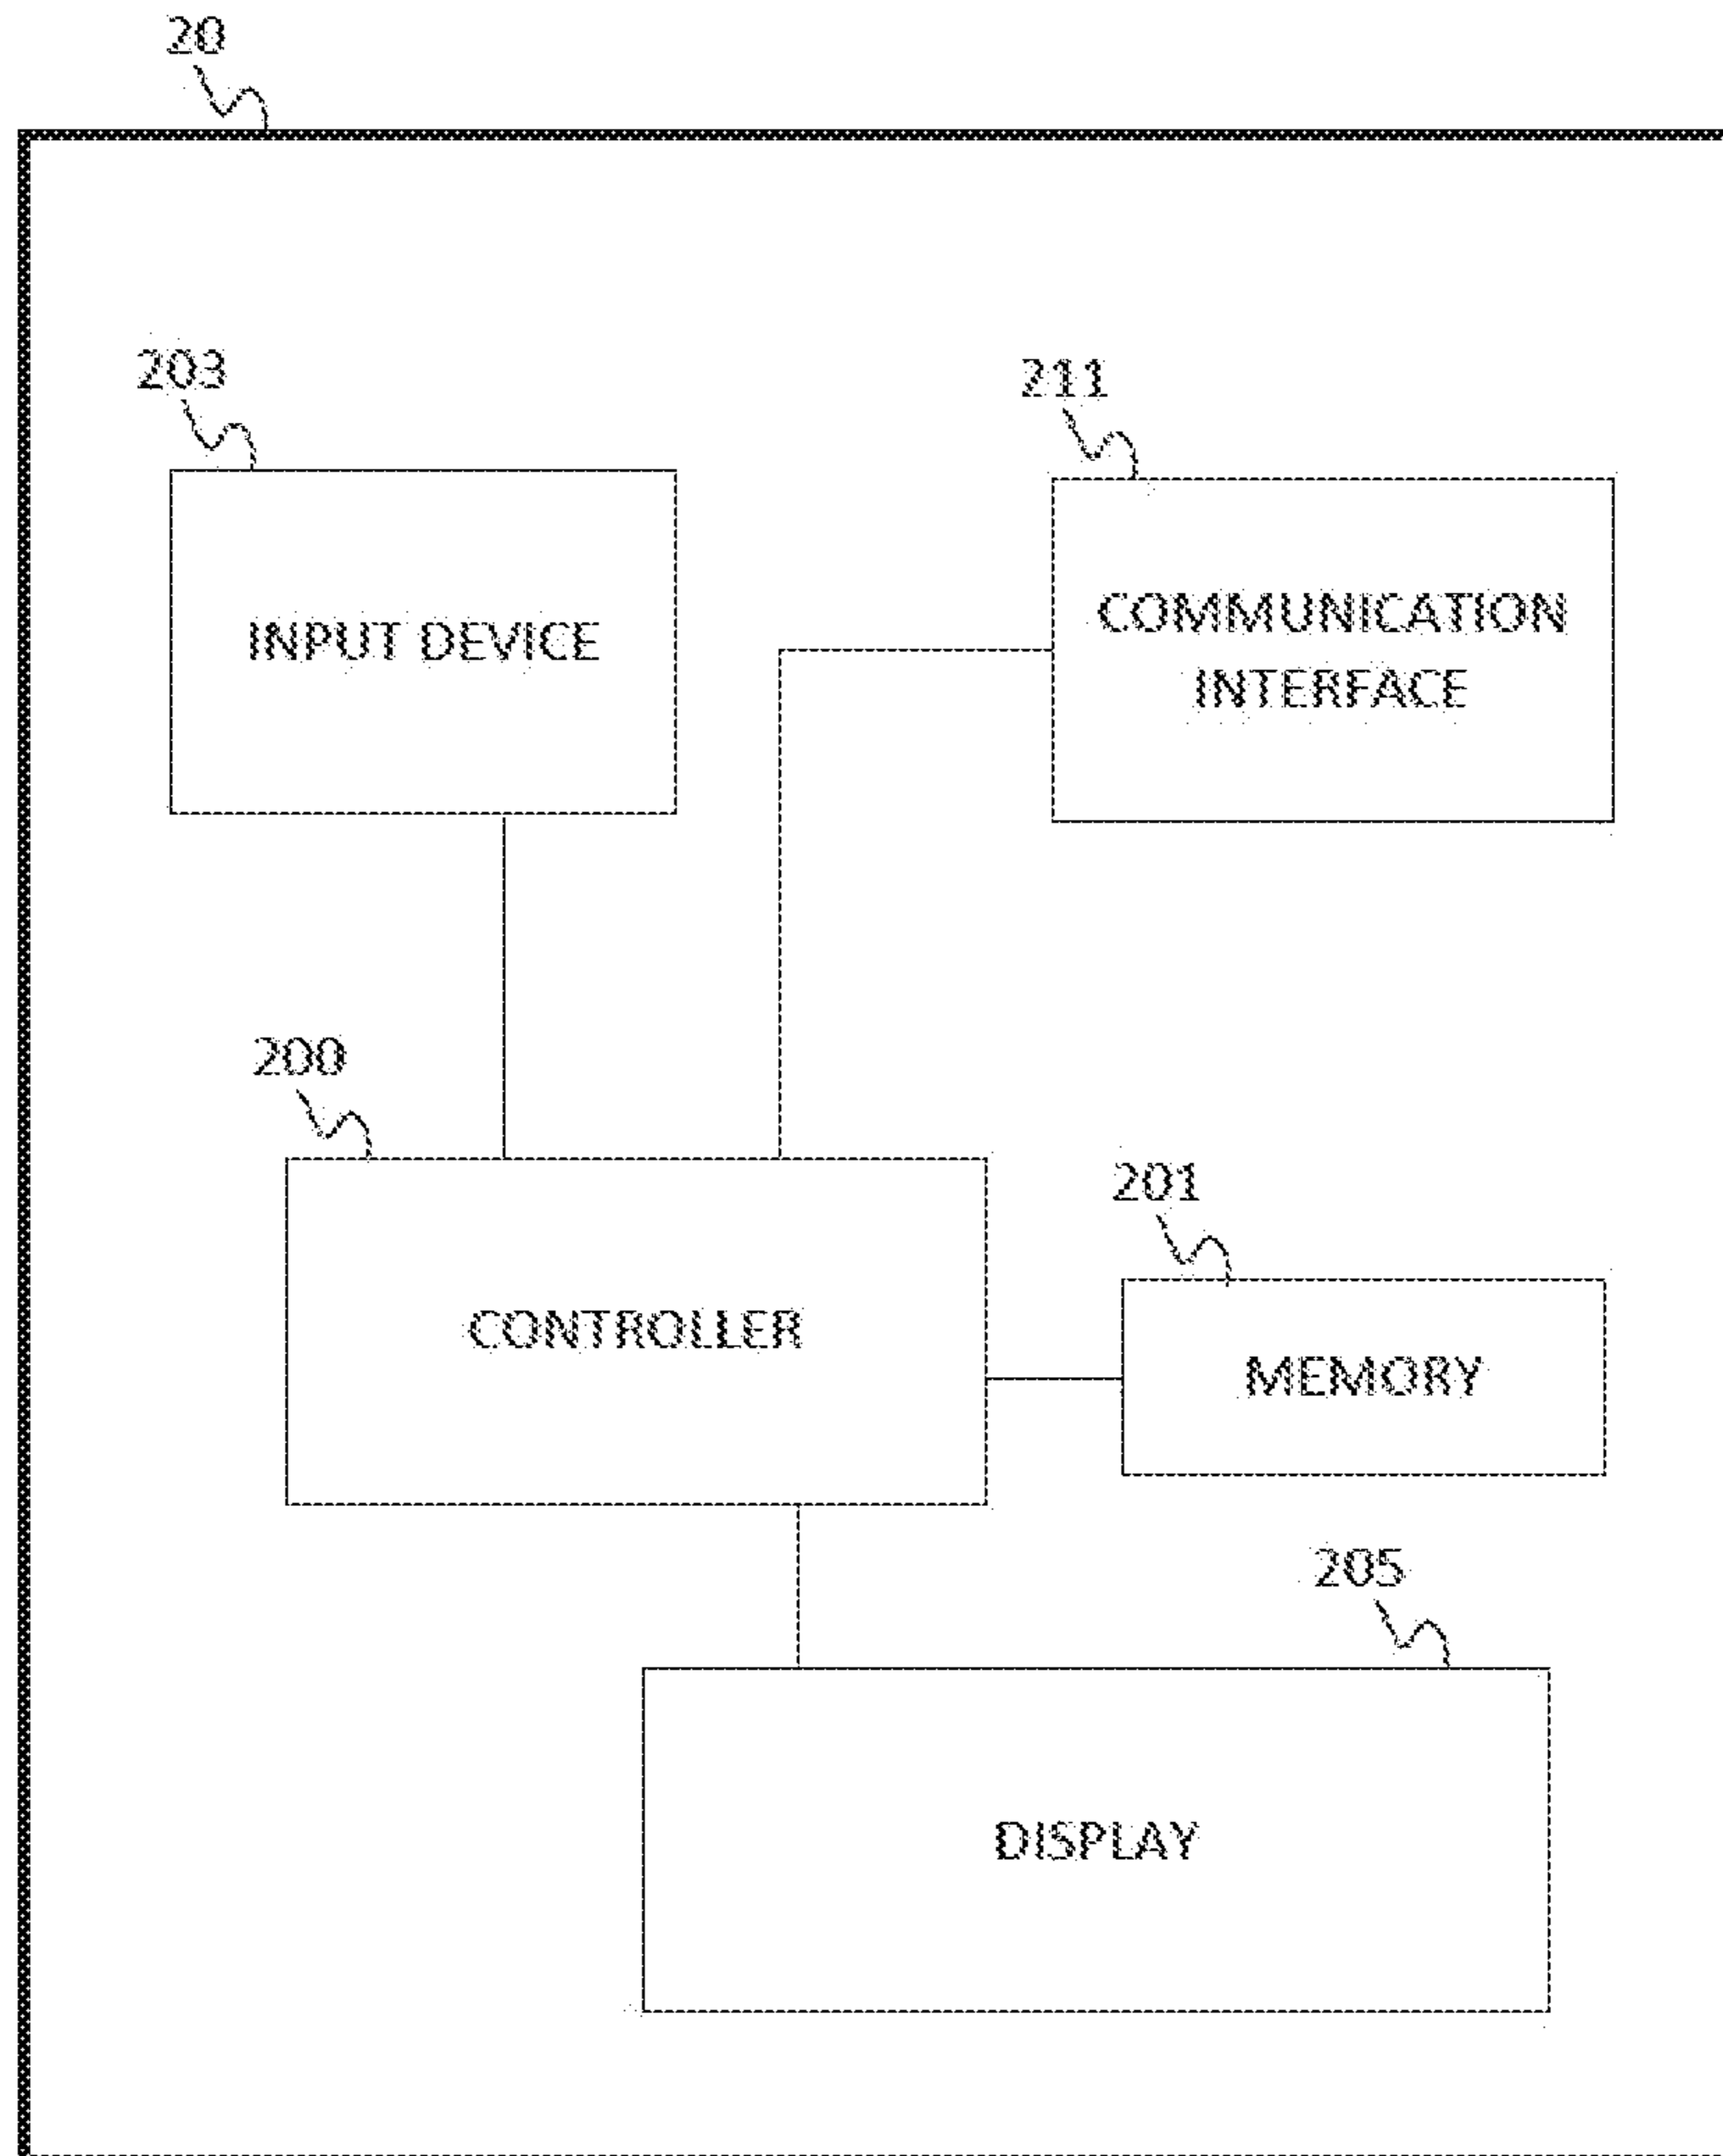 20
203
211
INPUT DEVICE
COMMUNICATION
INTERFACE
200
201
CONTROLLER
MEMORY
205
DISPLAY